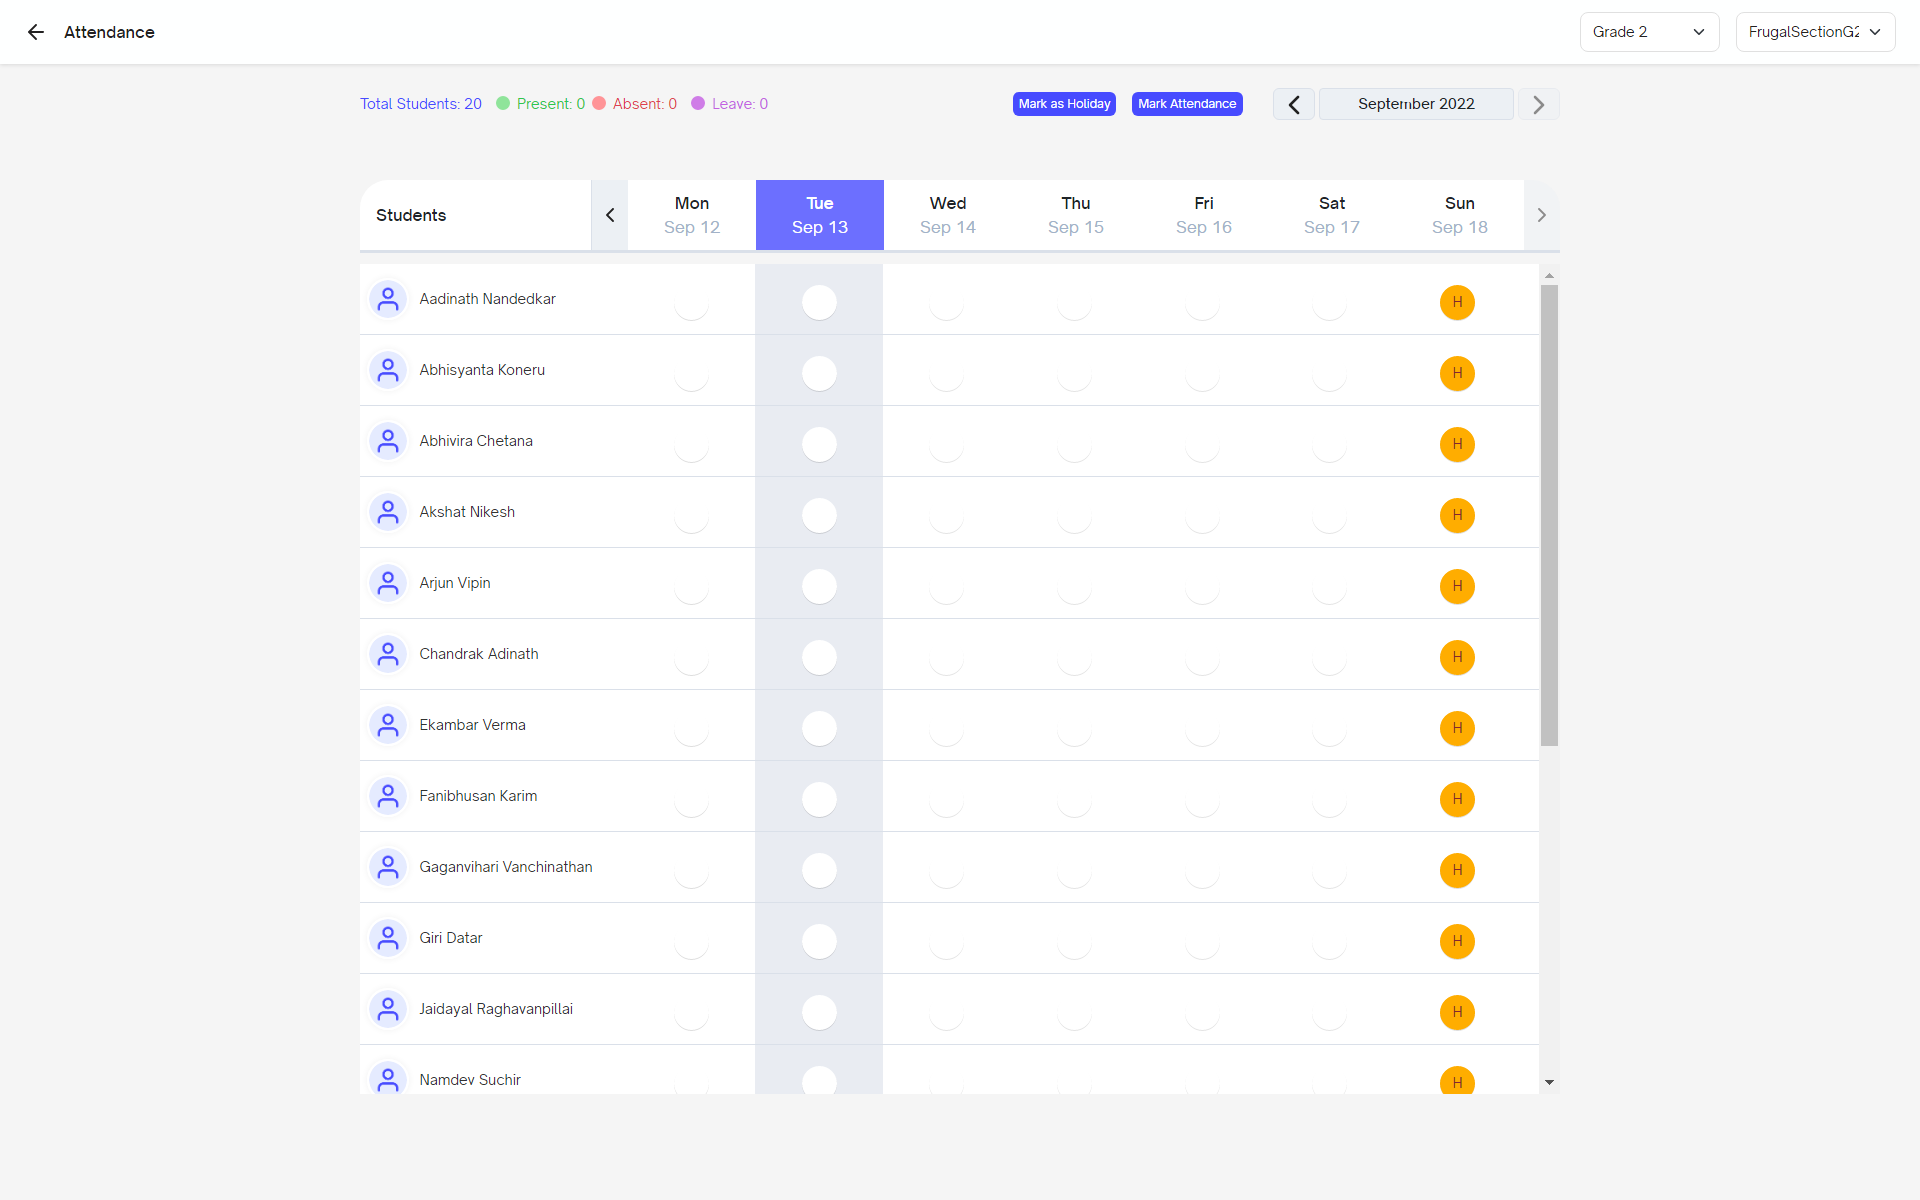 Attendance
Grade 2
FrugalSectionG2
Total Students: 20 Present: 0 Absent: 0 Leave: 0
Mark as Holiday
Mark Attendance
September 2022
Students
Mon Tue Wed Thu Fri Sat Sun
Sep 12 Sep 13 Sep 14 Sep 15 Sep 16 Sep 17 Sep 18
Aadinath Nandedkar H
Abhisyanta Koneru H
Abhivira Chetana H
Akshat Nikesh H
Arjun Vipin H
Chandrak Adinath H
Ekambar Verma H
Fanibhusan Karim H
Gaganvihari Vanchinathan H
Giri Datar H
Jaidayal Raghavanpillai H
Namdev Suchir H